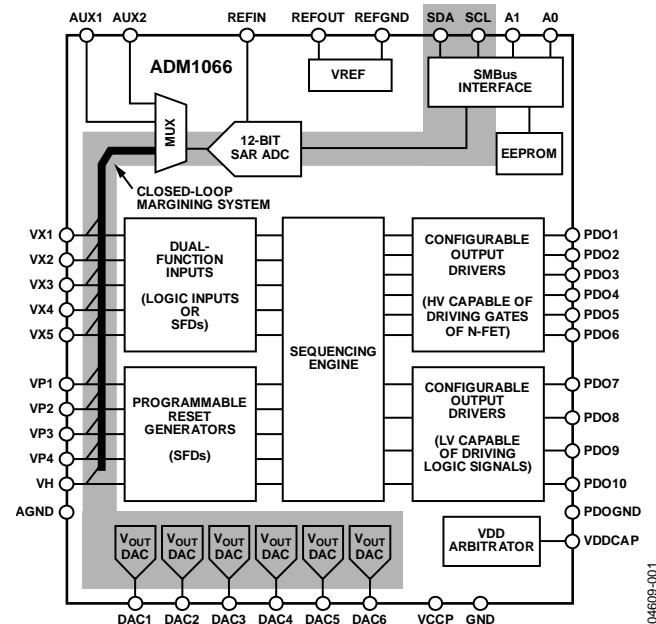 AUX1 AUX2 REFIN REFOUT REFGND SDA SCL A1 A0
ADM1066
VREF
SMBus
INTERFACE
MUX
12-BIT
SAR ADC
EEPROM
CLOSED-LOOP
MARGINING SYSTEM
VX1
VX2
VX3
VX4
VX5
VP1
VP2
VP3
VP4
VH
AGND
DUAL-
FUNCTION
INPUTS
(LOGIC INPUTS
OR
SFDs)
PROGRAMMABLE
RESET
GENERATORS
(SFDs)
SEQUENCING
ENGINE
CONFIGURABLE
OUTPUT
DRIVERS
(HV CAPABLE OF
DRIVING GATES
OF N-FET)
CONFIGURABLE
OUTPUT
DRIVERS
(LV CAPABLE
OF DRIVING
LOGIC SIGNALS)
PDO1
PDO2
PDO3
PDO4
PDO5
PDO6
PDO7
PDO8
PDO9
PDO10
PDOGND
VDDCAP
VDD
ARBITRATOR
VOUT
DAC
VOUT
DAC
VOUT
DAC
VOUT
DAC
VOUT
DAC
VOUT
DAC
DAC1 DAC2 DAC3 DAC4 DAC5 DAC6 VCCP GND
04609-001